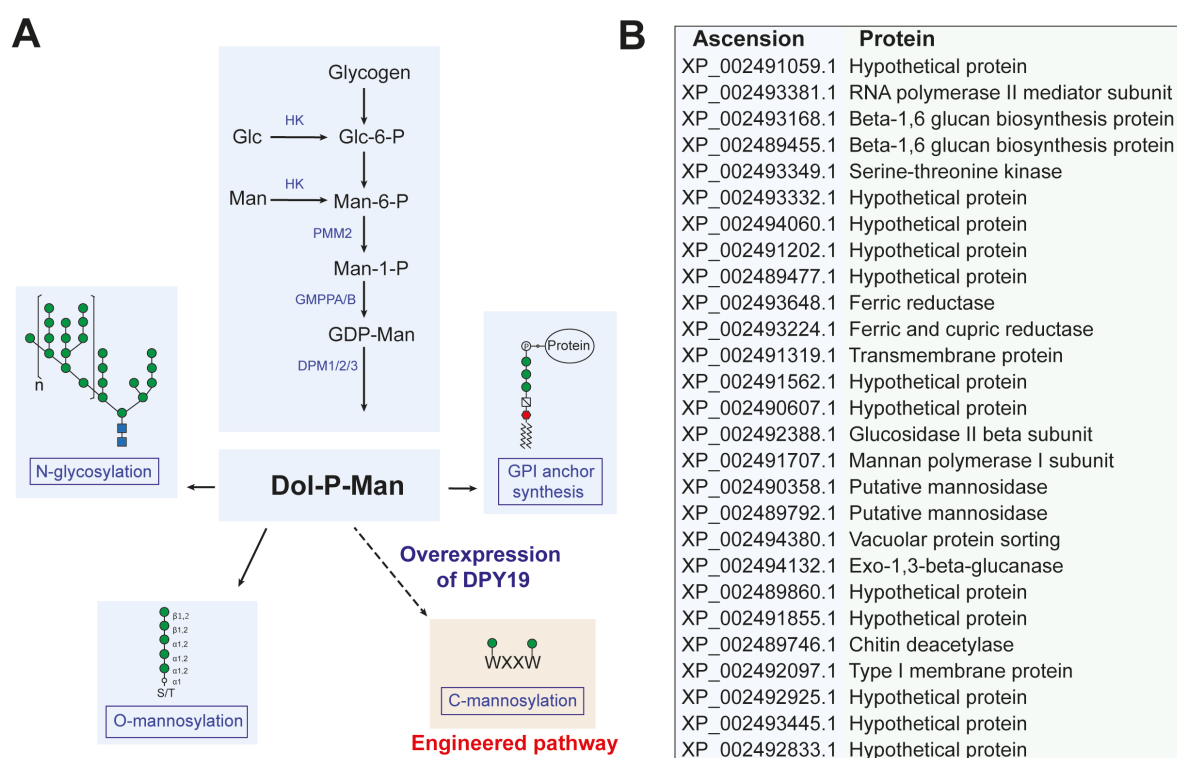 A
Glycogen
HK
Glc
Glc-6-P
HK
Man
Man-6-P
PMM2
Man-1-P
GMPPA/B
GDP-Man
DPM1/2/3
n
N-glycosylation
P
Protein
GPI anchor
synthesis
Dol-P-Man
Overexpression
of DPY19
β1,2
β1,2
α1,2
α1,2
α1,2
α1
S/T
O-mannosylation
WXXW
C-mannosylation
Engineered pathway
B
Ascension Protein
XP_002491059.1 Hypothetical protein
XP_002493381.1 RNA polymerase II mediator subunit
XP_002493168.1 Beta-1,6 glucan biosynthesis protein
XP_002489455.1 Beta-1,6 glucan biosynthesis protein
XP_002493349.1 Serine-threonine kinase
XP_002493332.1 Hypothetical protein
XP_002494060.1 Hypothetical protein
XP_002491202.1 Hypothetical protein
XP_002489477.1 Hypothetical protein
XP_002493648.1 Ferric reductase
XP_002493224.1 Ferric and cupric reductase
XP_002491319.1 Transmembrane protein
XP_002491562.1 Hypothetical protein
XP_002490607.1 Hypothetical protein
XP_002492388.1 Glucosidase II beta subunit
XP_002491707.1 Mannan polymerase I subunit
XP_002490358.1 Putative mannosidase
XP_002489792.1 Putative mannosidase
XP_002494380.1 Vacuolar protein sorting
XP_002494132.1 Exo-1,3-beta-glucanase
XP_002489860.1 Hypothetical protein
XP_002491855.1 Hypothetical protein
XP_002489746.1 Chitin deacetylase
XP_002492097.1 Type I membrane protein
XP_002492925.1 Hypothetical protein
XP_002493445.1 Hypothetical protein
XP_002492833.1 Hypothetical protein